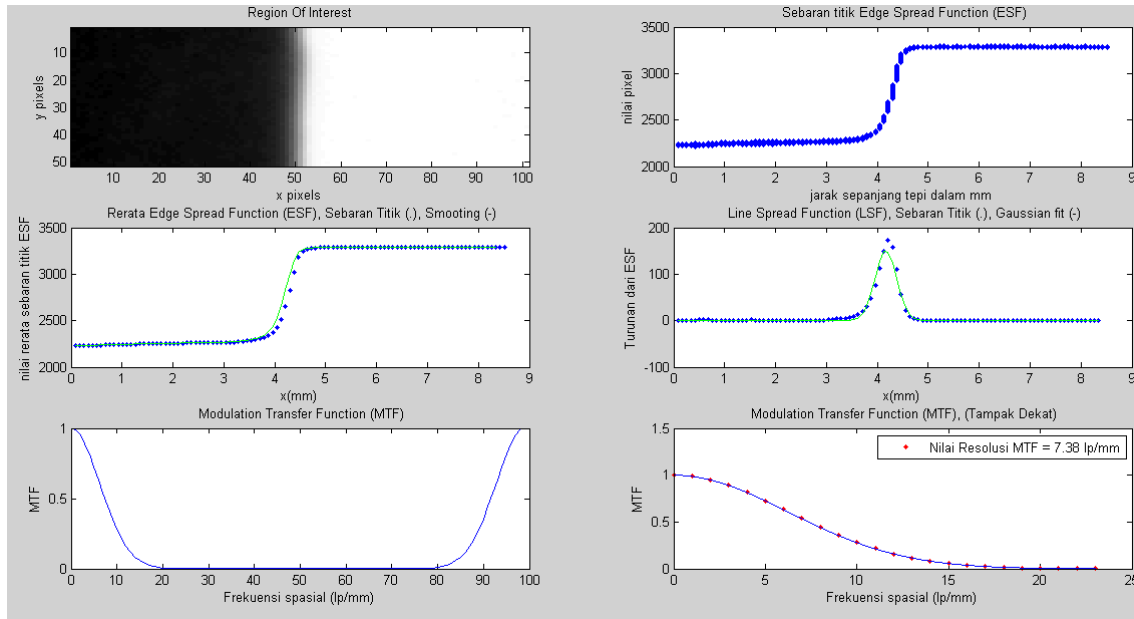 Region Of Interest
y pixels
10
20
30
40
50
10 20 30 40 50 60 70 80 90 100
x pixels
Sebaran titik Edge Spread Function (ESF)
nilai pixel
3500
3000
2500
2000
0 1 2 3 4 5 6 7 8 9
jarak sepanjang tepi dalam mm
Rerata Edge Spread Function (ESF), Sebaran Titik (.), Smooting (-)
nilai rerata sebaran titik ESF
3500
3000
2500
2000
0 1 2 3 4 5 6 7 8 9
x(mm)
Line Spread Function (LSF), Sebaran Titik (.), Gaussian fit (-)
Turunan dari ESF
200
100
0
-100
0 1 2 3 4 5 6 7 8 9
x(mm)
Modulation Transfer Function (MTF)
MTF
1
0.5
0
0 10 20 30 40 50 60 70 80 90 100
Frekuensi spasial (lp/mm)
Modulation Transfer Function (MTF), (Tampak Dekat)
MTF
1.5
1
0.5
0
Nilai Resolusi MTF = 7.38 lp/mm
0 5 10 15 20 25
Frekuensi spasial (lp/mm)